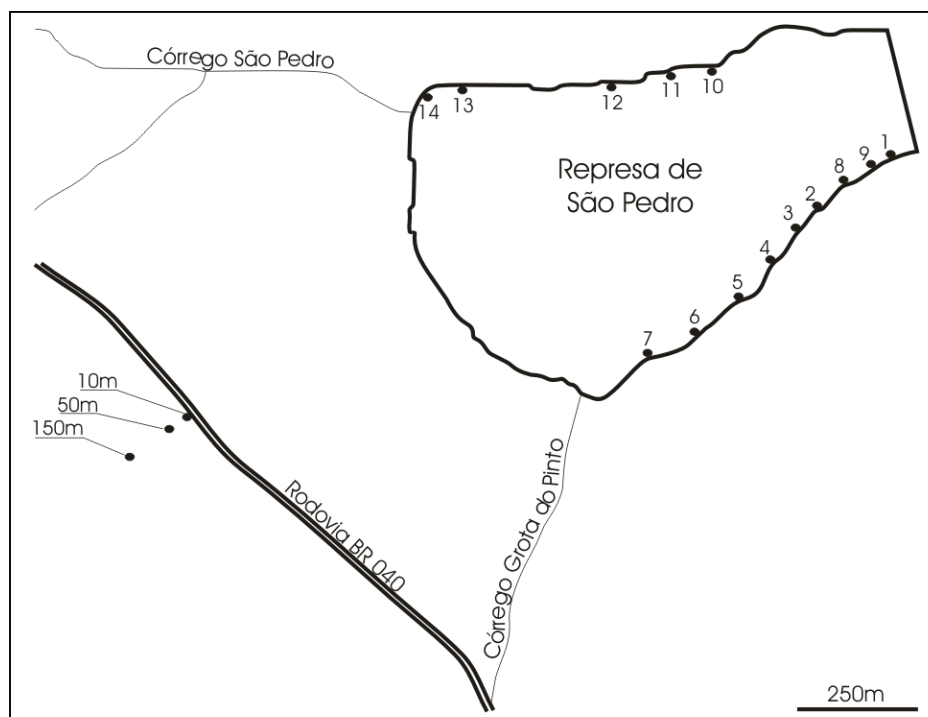 Córrego São Pedro
14
13
12
11
10
1
9
8
2
3
4
5
6
7
Represa de
São Pedro
10m
50m
150m
Rodovia BR 040
Córrego Grota do Pinto
250m